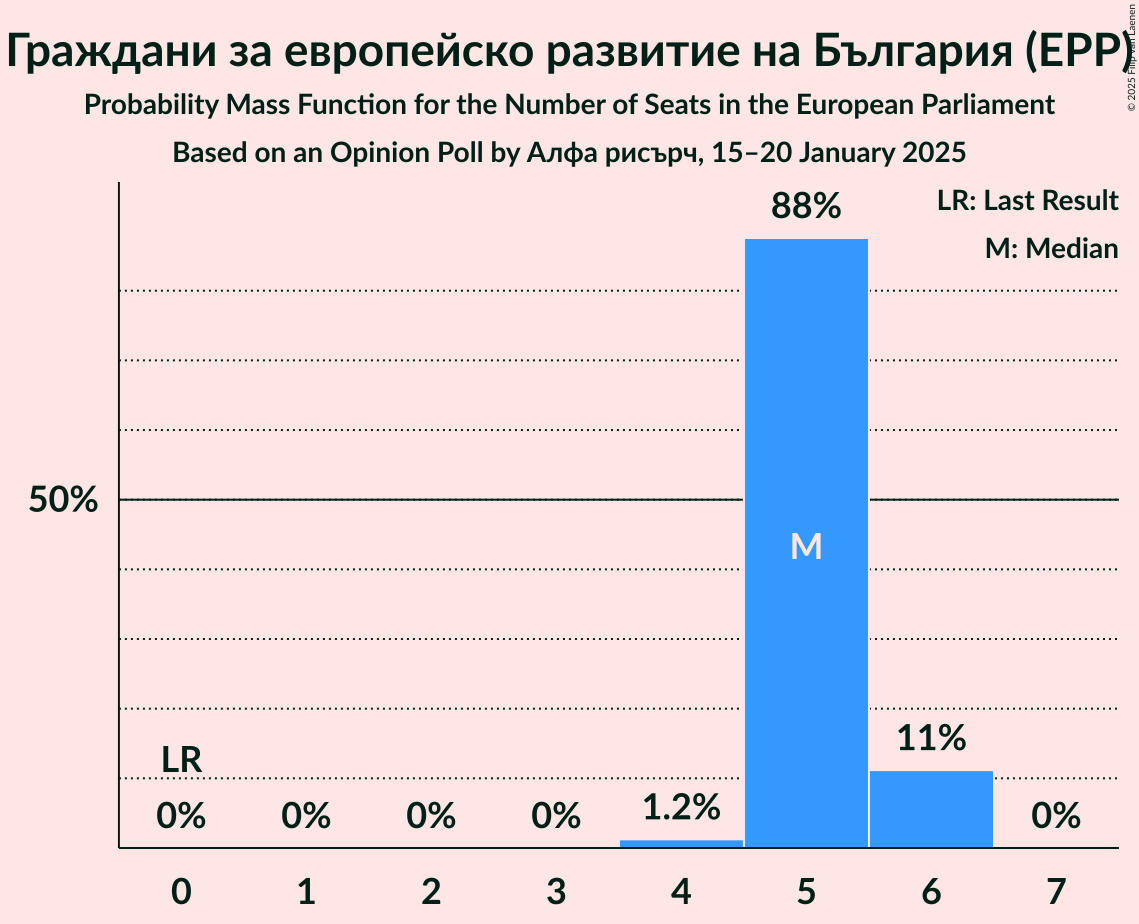 Граждани за европейско развитие на България (EPP)
Probability Mass Function for the Number of Seats in the European Parliament
Based on an Opinion Poll by Алфа рисърч, 15–20 January 2025
© 2025 Filip van Laenen
LR: Last Result
M: Median
88%
50%
M
11%
LR
1.2%
0% 0% 0% 0% 0%
0 1 2 3 4 5 6 7